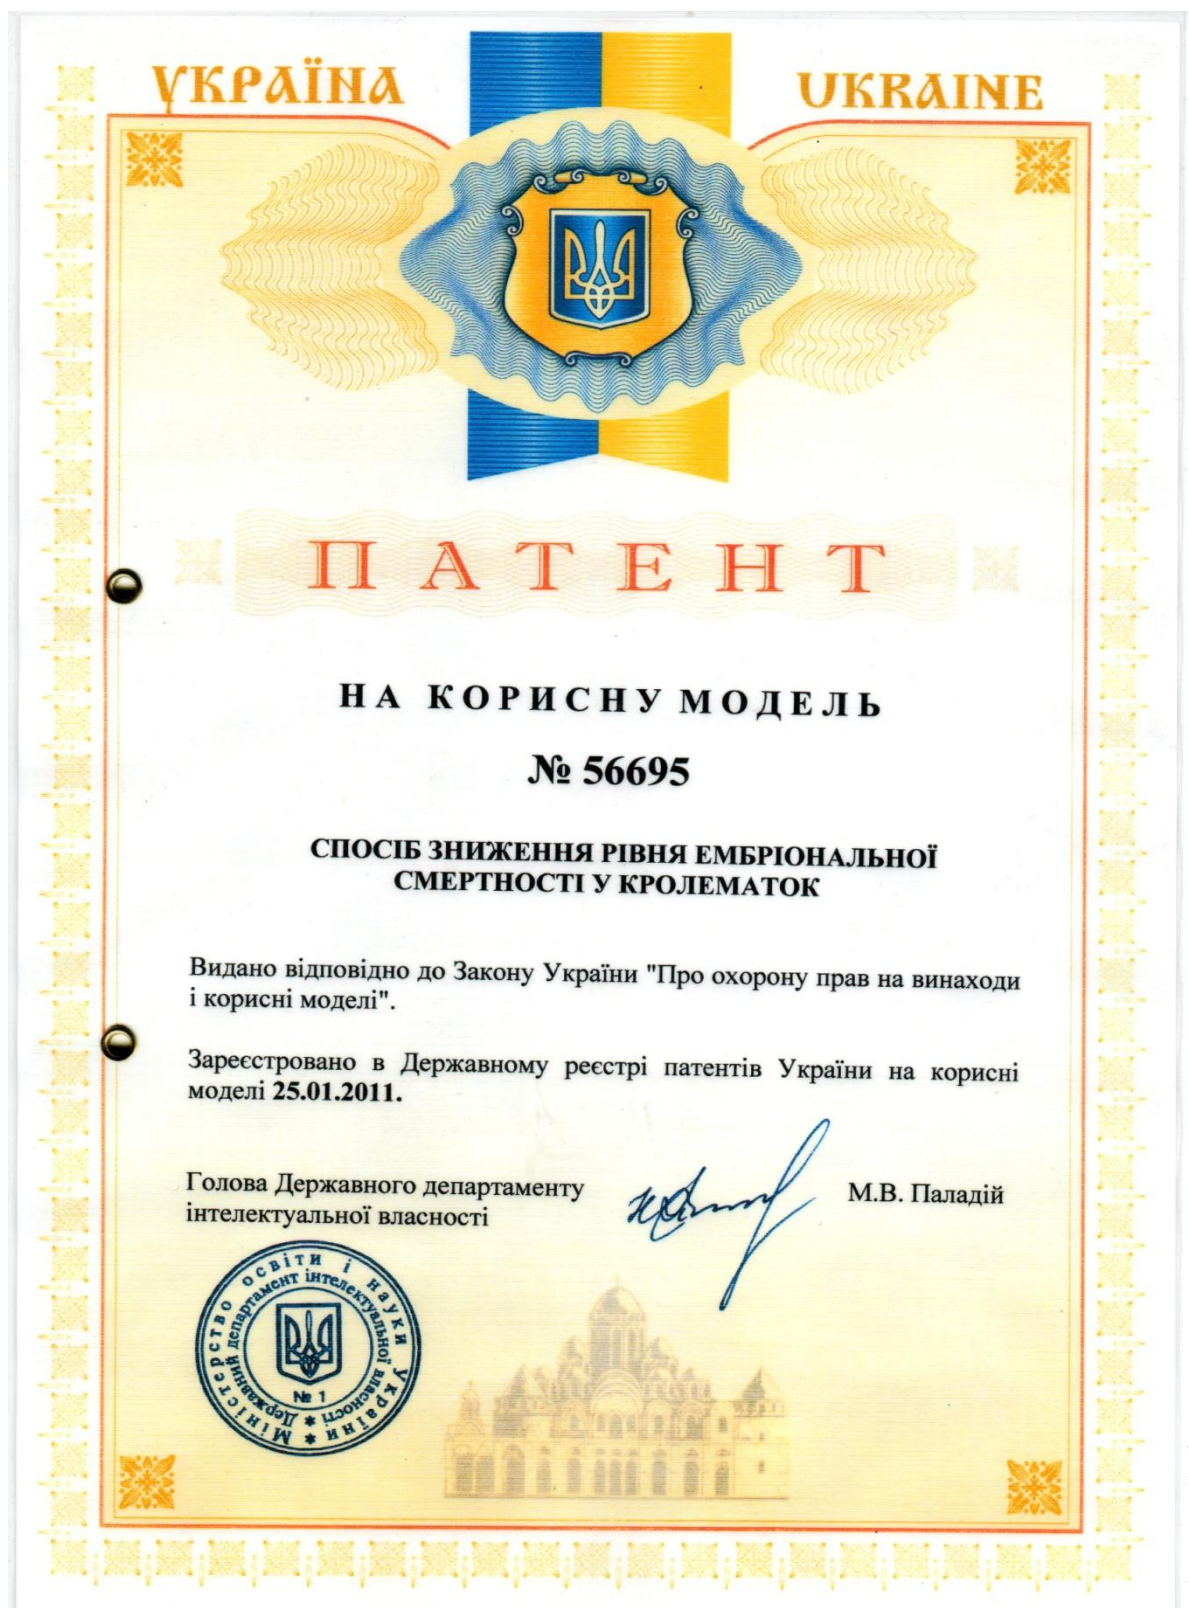 УКРАЇНА
UKRAINE
ПАТЕНТ
НА КОРИСНУ МОДЕЛЬ
№ 56695
СПОСІБ ЗНИЖЕННЯ РІВНЯ ЕМБРІОНАЛЬНОЇ
СМЕРТНОСТІ У КРОЛЕМАТОК
Видано відповідно до Закону України "Про охорону прав на винаходи
і корисні моделі".
Зареєстровано в Державному реєстрі патентів України на корисні
моделі 25.01.2011.
Голова Державного департаменту
інтелектуальної власності
М.В. Паладій
Міністерство освіти і науки України *
Державний департамент інтелектуальної власності *
№ 1